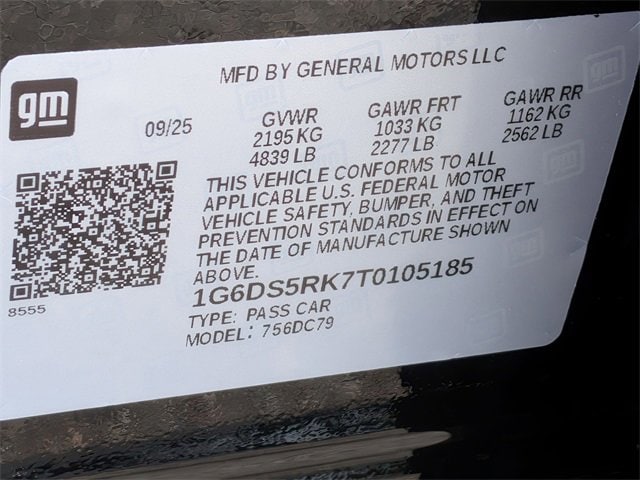 MFD BY GENERAL MOTORS LLC
gm
09/25
GVWR GAWR FRT GAWR RR
2195 KG 1033 KG 1162 KG
4839 LB 2277 LB 2562 LB
THIS VEHICLE CONFORMS TO ALL
APPLICABLE U.S. FEDERAL MOTOR
VEHICLE SAFETY, BUMPER, AND THEFT
PREVENTION STANDARDS IN EFFECT ON
THE DATE OF MANUFACTURE SHOWN
ABOVE.
8555
1G6DS5RK7T0105185
TYPE: PASS CAR
MODEL: 756DC79